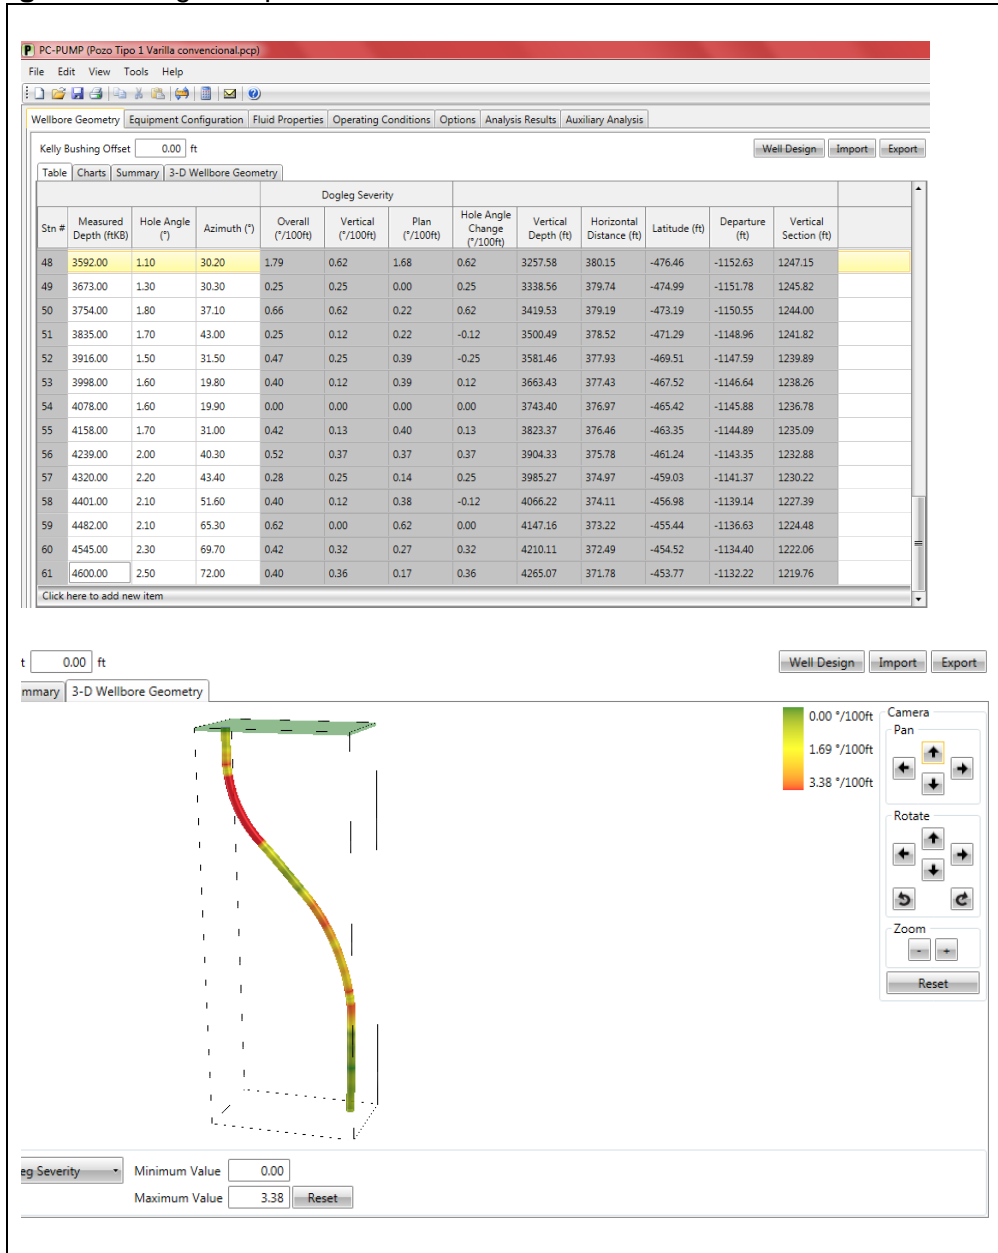 PC-PUMP (Pozo Tipo 1 Varilla convencional.pcp)
File Edit View Tools Help
Wellbore Geometry Equipment Configuration Fluid Properties Operating Conditions Options Analysis Results Auxiliary Analysis
Kelly Bushing Offset 0.00 ft Well Design Import Export
Table Charts Summary 3-D Wellbore Geometry
Dogleg Severity
Stn # Measured Depth (ftKB) Hole Angle (°) Azimuth (°) Overall (°/100ft) Vertical (°/100ft) Plan (°/100ft) Hole Angle Change (°/100ft) Vertical Depth (ft) Horizontal Distance (ft) Latitude (ft) Departure (ft) Vertical Section (ft)
48 3592.00 1.10 30.20 1.79 0.62 1.68 0.62 3257.58 380.15 -476.46 -1152.63 1247.15
49 3673.00 1.30 30.30 0.25 0.25 0.00 0.25 3338.56 379.74 -474.99 -1151.78 1245.82
50 3754.00 1.80 37.10 0.66 0.62 0.22 0.62 3419.53 379.19 -473.19 -1150.55 1244.00
51 3835.00 1.70 43.00 0.25 0.12 0.22 -0.12 3500.49 378.52 -471.29 -1148.96 1241.82
52 3916.00 1.50 31.50 0.47 0.25 0.39 -0.25 3581.46 377.93 -469.51 -1147.59 1239.89
53 3998.00 1.60 19.80 0.40 0.12 0.39 0.12 3663.43 377.43 -467.52 -1146.64 1238.26
54 4078.00 1.60 19.90 0.00 0.00 0.00 0.00 3743.40 376.97 -465.42 -1145.88 1236.78
55 4158.00 1.70 31.00 0.42 0.13 0.40 0.13 3823.37 376.46 -463.35 -1144.89 1235.09
56 4239.00 2.00 40.30 0.52 0.37 0.37 0.37 3904.33 375.78 -461.24 -1143.35 1232.88
57 4320.00 2.20 43.40 0.28 0.25 0.14 0.25 3985.27 374.97 -459.03 -1141.37 1230.22
58 4401.00 2.10 51.60 0.40 0.12 0.38 -0.12 4066.22 374.11 -456.98 -1139.14 1227.39
59 4482.00 2.10 65.30 0.62 0.00 0.62 0.00 4147.16 373.22 -455.44 -1136.63 1224.48
60 4545.00 2.30 69.70 0.42 0.32 0.27 0.32 4210.11 372.49 -454.52 -1134.40 1222.06
61 4600.00 2.50 72.00 0.40 0.36 0.17 0.36 4265.07 371.78 -453.77 -1132.22 1219.76
Click here to add new item
t 0.00 ft Well Design Import Export
mmary 3-D Wellbore Geometry
0.00 °/100ft
1.69 °/100ft
3.38 °/100ft
Camera
Pan
Rotate
Zoom
- +
Reset
eg Severity Minimum Value 0.00
Maximum Value 3.38 Reset